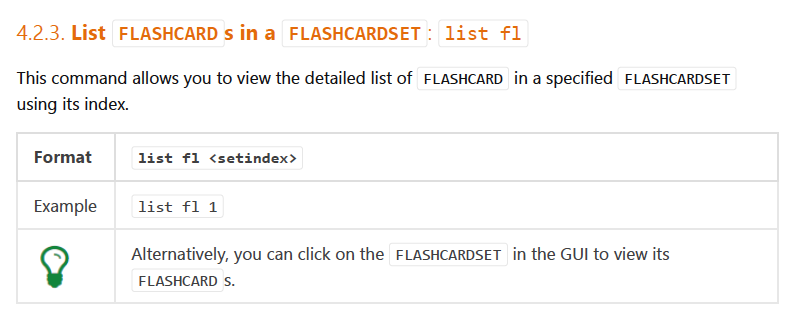 4.2.3. List FLASHCARD s in a FLASHCARDSET: list fl
This command allows you to view the detailed list of FLASHCARD in a specified FLASHCARDSET
using its index.
Format list fl <setindex>
Example list fl 1
Alternatively, you can click on the FLASHCARDSET in the GUI to view its
FLASHCARD s.